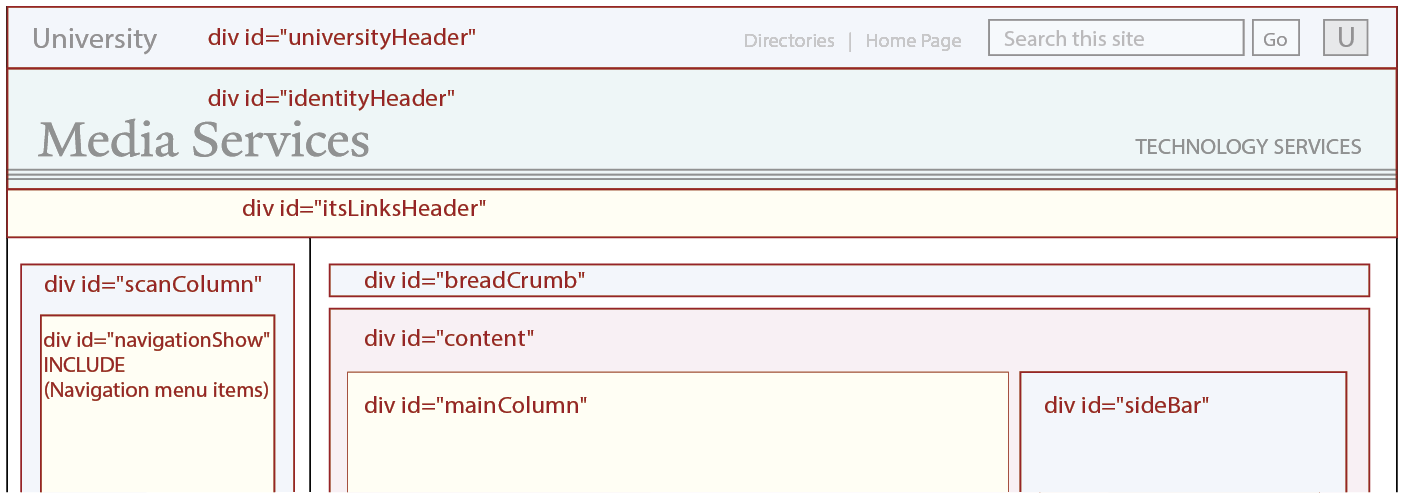 University
div id="universityHeader"
Directories | Home Page
Search this site
Go
U
div id="identityHeader"
Media Services
TECHNOLOGY SERVICES
div id="itsLinksHeader"
div id="scanColumn"
div id="navigationShow"
INCLUDE
(Navigation menu items)
div id="breadCrumb"
div id="content"
div id="mainColumn"
div id="sideBar"